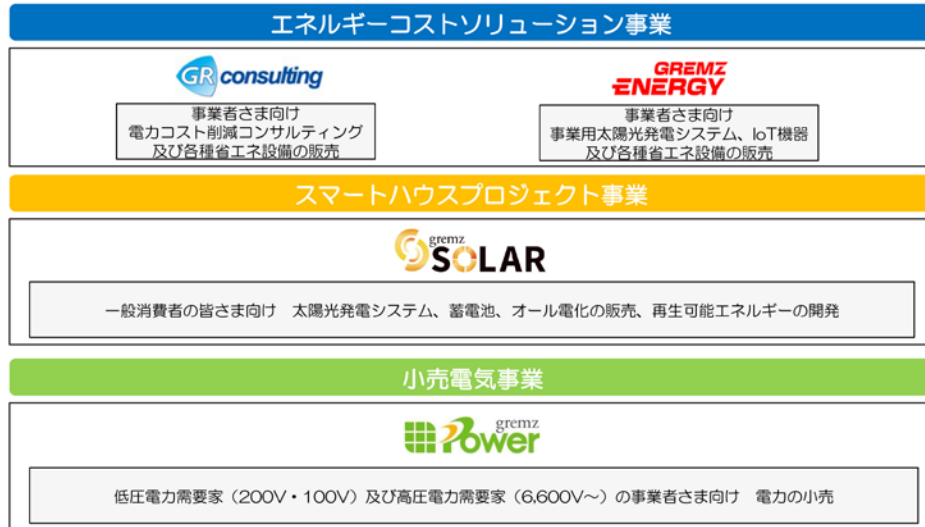 エネルギーコストソリューション事業
GR consulting
事業者さま向け
電力コスト削減コンサルティング
及び各種省エネ設備の販売
GREMZ
ENERGY
事業者さま向け
事業用太陽光発電システム、IoT機器
及び各種省エネ設備の販売
スマートハウスプロジェクト事業
gremz
SOLAR
一般消費者の皆さま向け　太陽光発電システム、蓄電池、オール電化の販売、再生可能エネルギーの開発
小売電気事業
gremz
Power
低圧電力需要家（200V・100V）及び高圧電力需要家（6,600V～）の事業者さま向け　電力の小売